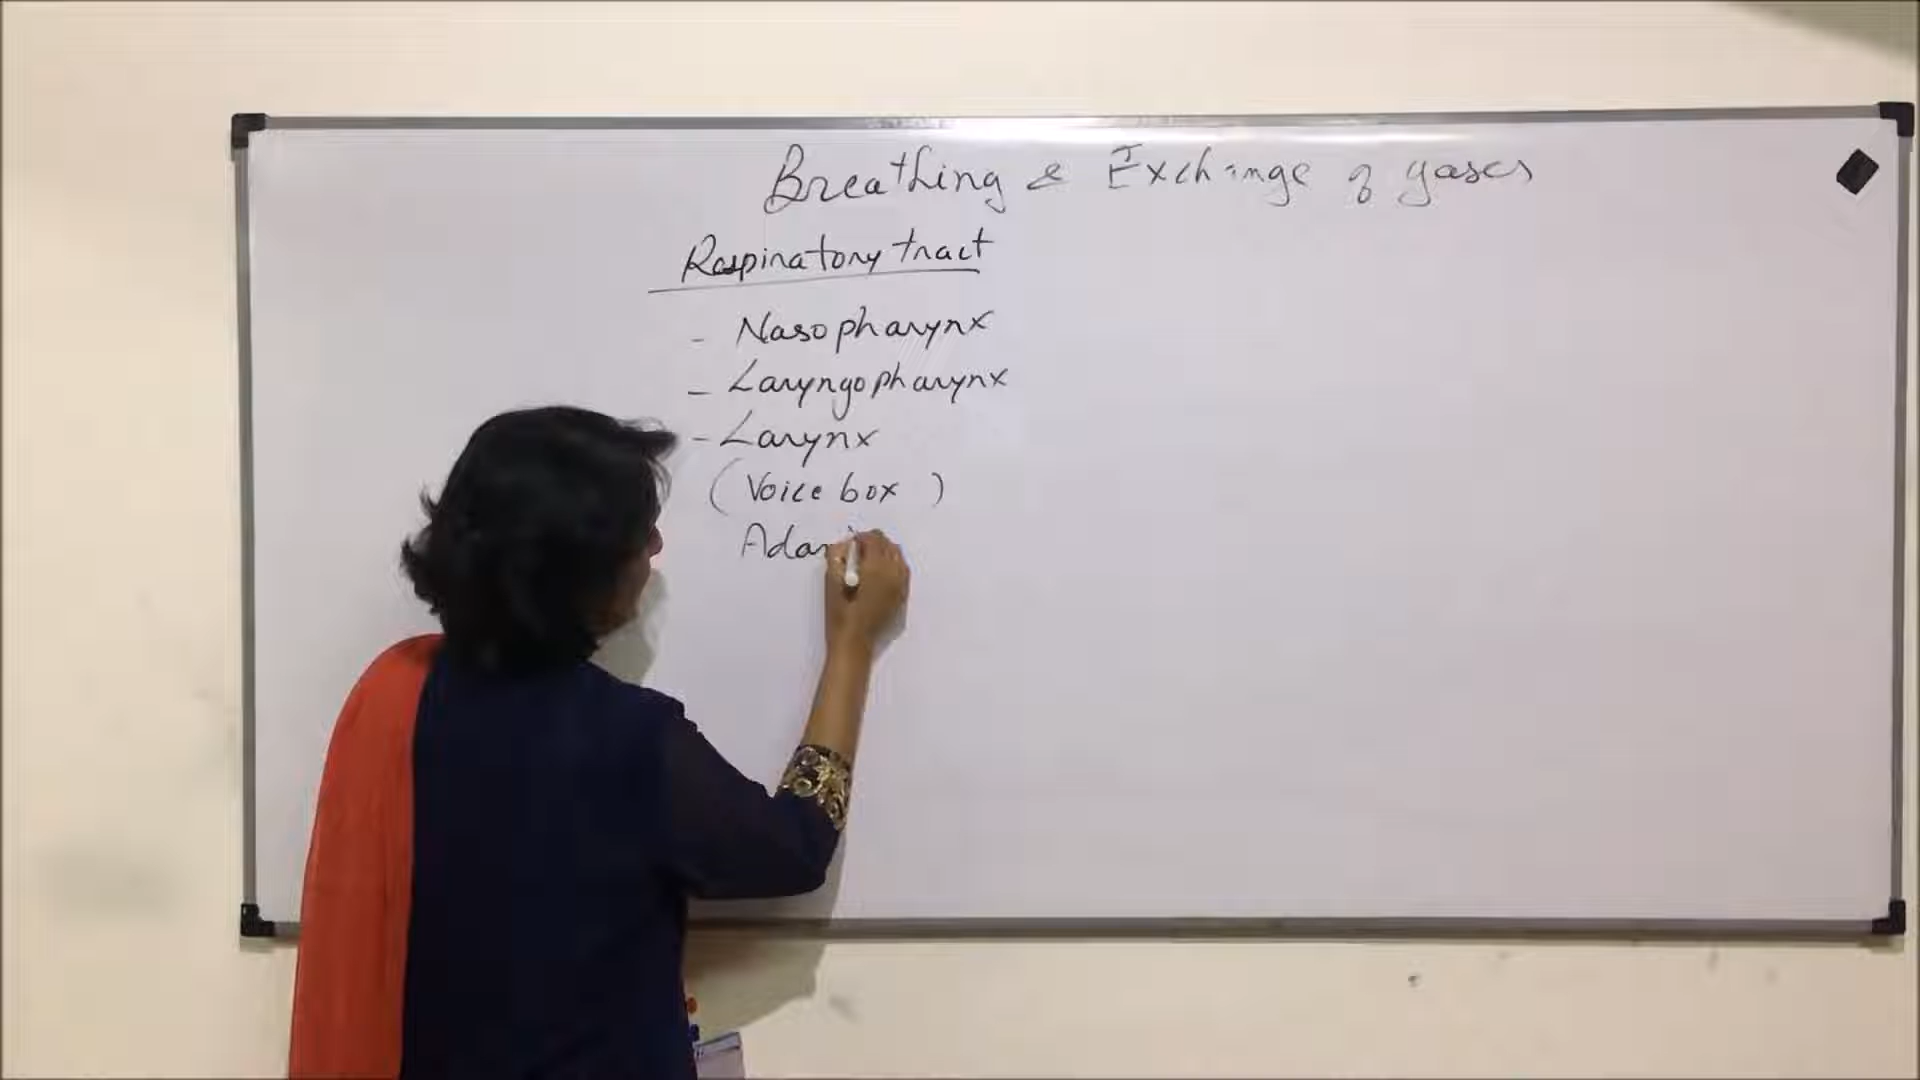 Breathing & Exchange of gases
Respiratory tract
- Nasopharynx
- Laryngopharynx
- Larynx
(Voice box)